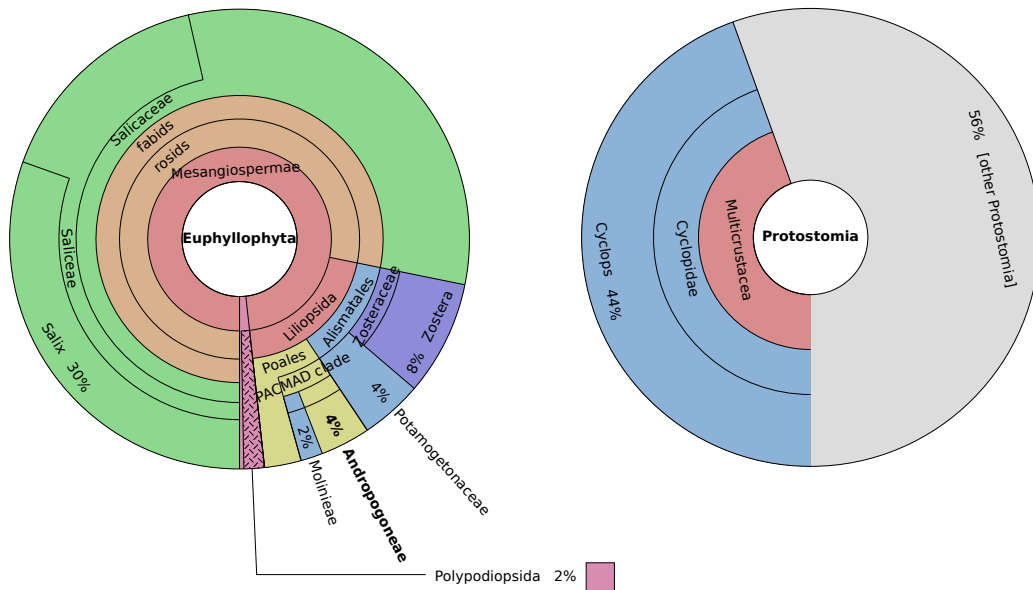 Salicaceae
fabids
rosids
Mesangiospermae
Euphyllophyta
Saliceae
Salix 30%
Liliopsida
Alismatales
Zosteraceae
8% Zostera
Poales
PACMAD clade
4%
Potamogetonaceae
4%
Andropogoneae
2%
Molinieae
Polypodiopsida 2%
Protostomia
Multicrustacea
Cyclopidae
Cyclops 44%
56% [other Protostomia]